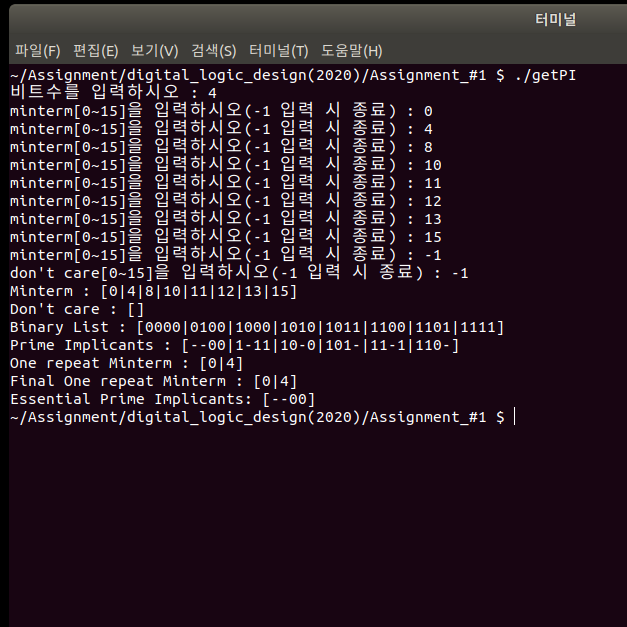 터미널
파일(F) 편집(E) 보기(V) 검색(S) 터미널(T) 도움말(H)
~/Assignment/digital_logic_design(2020)/Assignment_#1 $ ./getPI
비트수를 입력하시오 : 4
minterm[0~15]을 입력하시오(-1 입력 시 종료) : 0
minterm[0~15]을 입력하시오(-1 입력 시 종료) : 4
minterm[0~15]을 입력하시오(-1 입력 시 종료) : 8
minterm[0~15]을 입력하시오(-1 입력 시 종료) : 10
minterm[0~15]을 입력하시오(-1 입력 시 종료) : 11
minterm[0~15]을 입력하시오(-1 입력 시 종료) : 12
minterm[0~15]을 입력하시오(-1 입력 시 종료) : 13
minterm[0~15]을 입력하시오(-1 입력 시 종료) : 15
minterm[0~15]을 입력하시오(-1 입력 시 종료) : -1
don't care[0~15]을 입력하시오(-1 입력 시 종료) : -1
Minterm : [0|4|8|10|11|12|13|15]
Don't care : []
Binary List : [0000|0100|1000|1010|1011|1100|1101|1111]
Prime Implicants : [--00|1-11|10-0|101-|11-1|110-]
One repeat Minterm : [0|4]
Final One repeat Minterm : [0|4]
Essential Prime Implicants: [--00]
~/Assignment/digital_logic_design(2020)/Assignment_#1 $